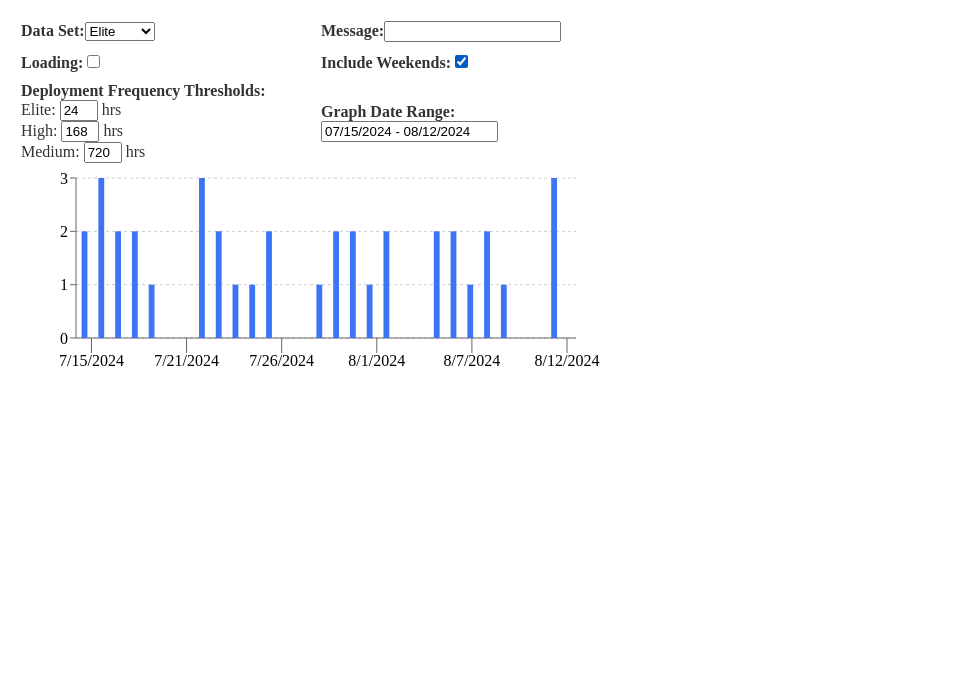 Data Set: Elite
Message:
Loading:
Include Weekends:
Deployment Frequency Thresholds:
Elite: 24 hrs
High: 168 hrs
Medium: 720 hrs
Graph Date Range:
07/15/2024 - 08/12/2024
3
2
1
0
7/15/2024 7/21/2024 7/26/2024 8/1/2024 8/7/2024 8/12/2024